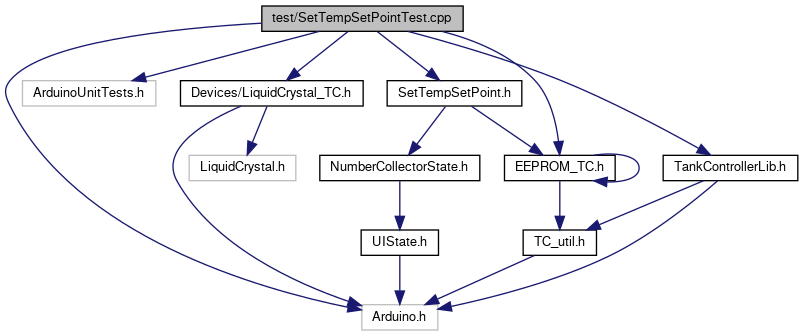 test/SetTempSetPointTest.cpp
ArduinoUnitTests.h
Devices/LiquidCrystal_TC.h
SetTempSetPoint.h
LiquidCrystal.h
NumberCollectorState.h
EEPROM_TC.h
TankControllerLib.h
UIState.h
TC_util.h
Arduino.h